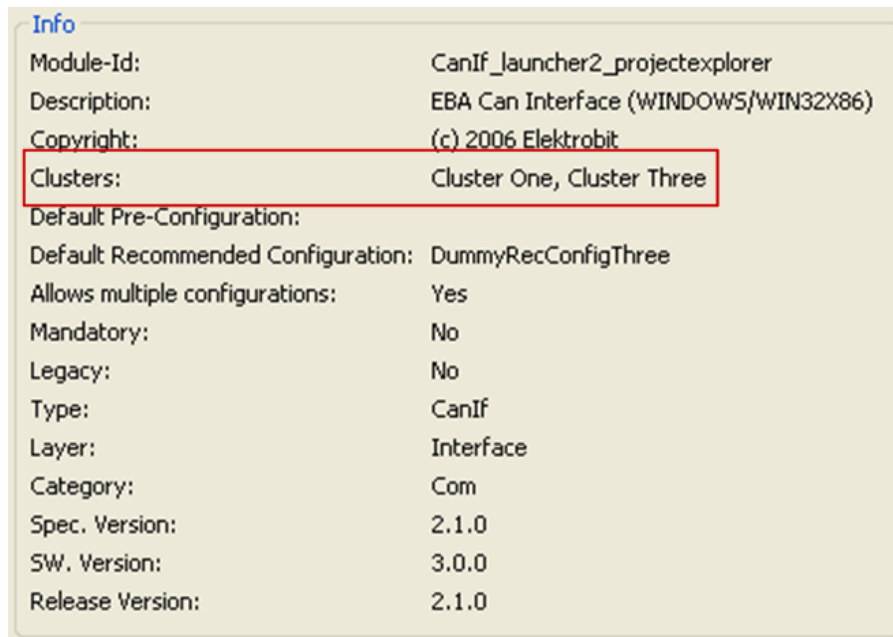 Info
Module-Id: CanIf_launcher2_projectexplorer
Description: EBA Can Interface (WINDOWS/WIN32X86)
Copyright: (c) 2006 Elektrobit
Clusters: Cluster One, Cluster Three
Default Pre-Configuration:
Default Recommended Configuration: DummyRecConfigThree
Allows multiple configurations: Yes
Mandatory: No
Legacy: No
Type: CanIf
Layer: Interface
Category: Com
Spec. Version: 2.1.0
SW. Version: 3.0.0
Release Version: 2.1.0